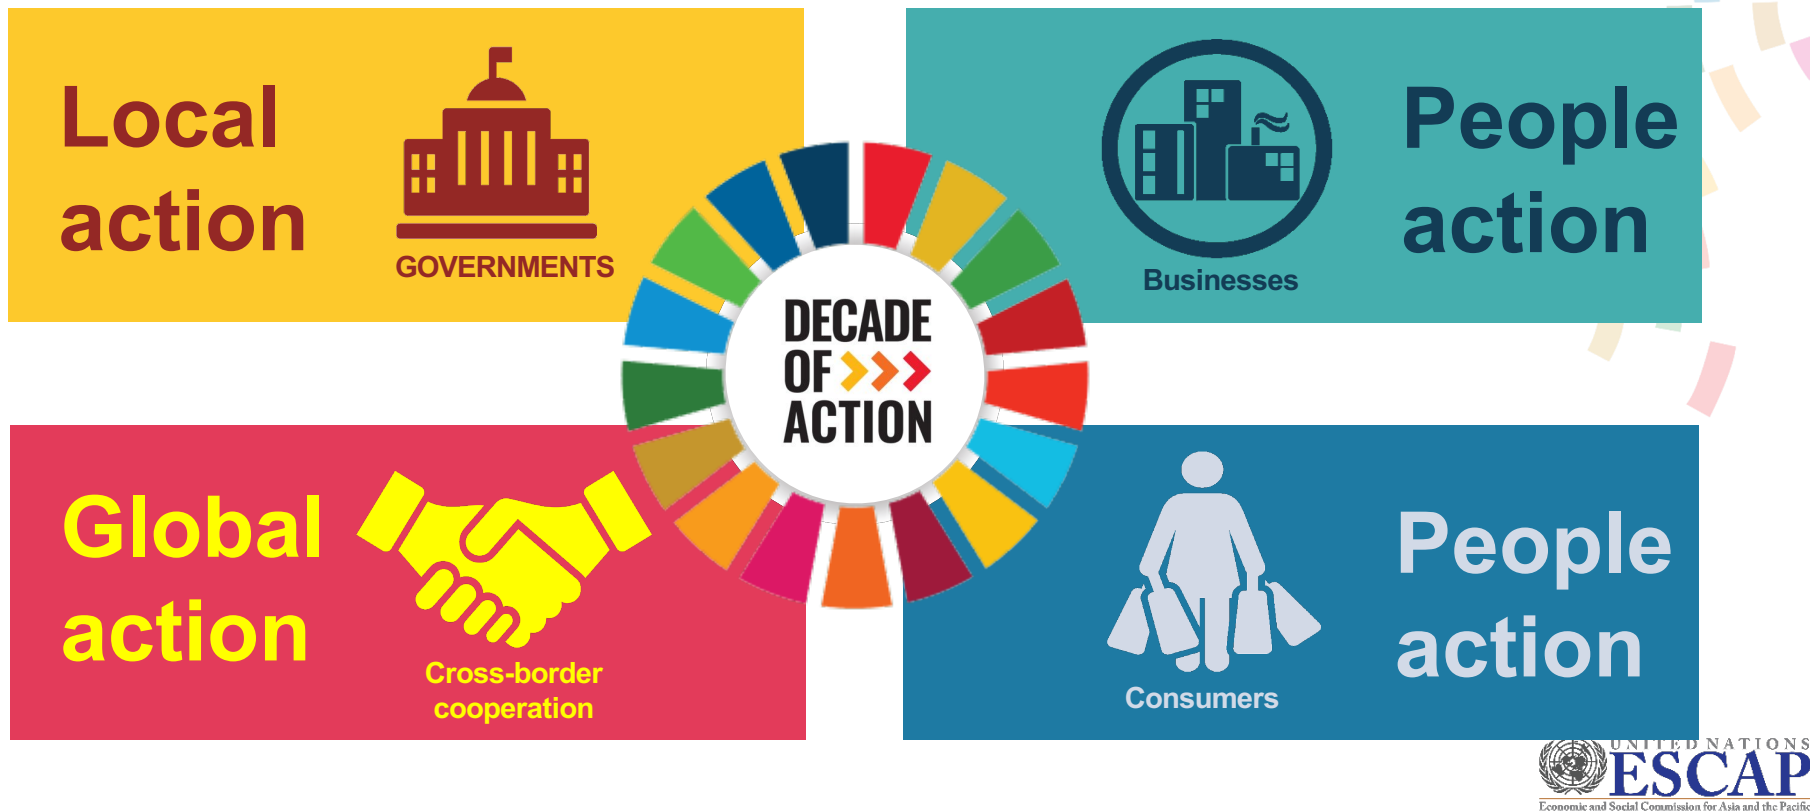 Local
action
GOVERNMENTS
People
action
Businesses
DECADE
OF
ACTION
Global
action
Cross-border
cooperation
People
action
Consumers
UNITED NATIONS
ESCAP
Economic and Social Commission for Asia and the Pacific